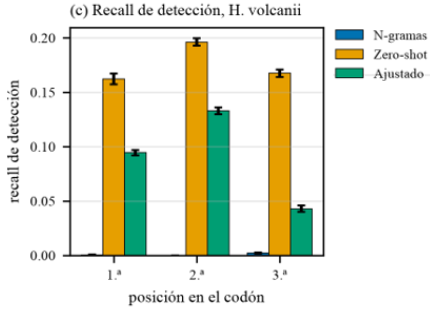 (c) Recall de detección, H. volcanii
N-gramas
Zero-shot
Ajustado
recall de detección
0.20
0.15
0.10
0.05
0.00
1.ª
2.ª
3.ª
posición en el codón